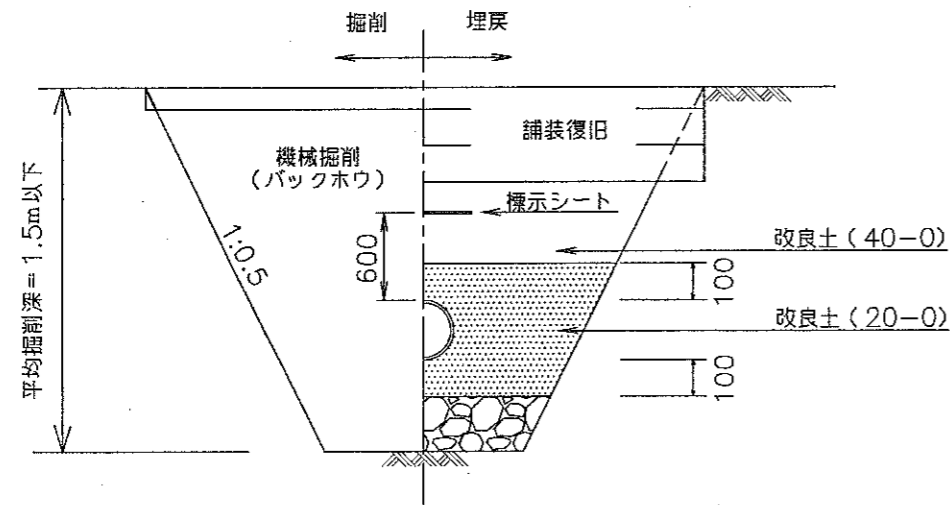 掘削
埋戻
舗装復旧
機械掘削
(バックホウ)
標示シート
平均掘削深=1.5m以下
1:0.5
600
改良土(40-0)
100
改良土(20-0)
100